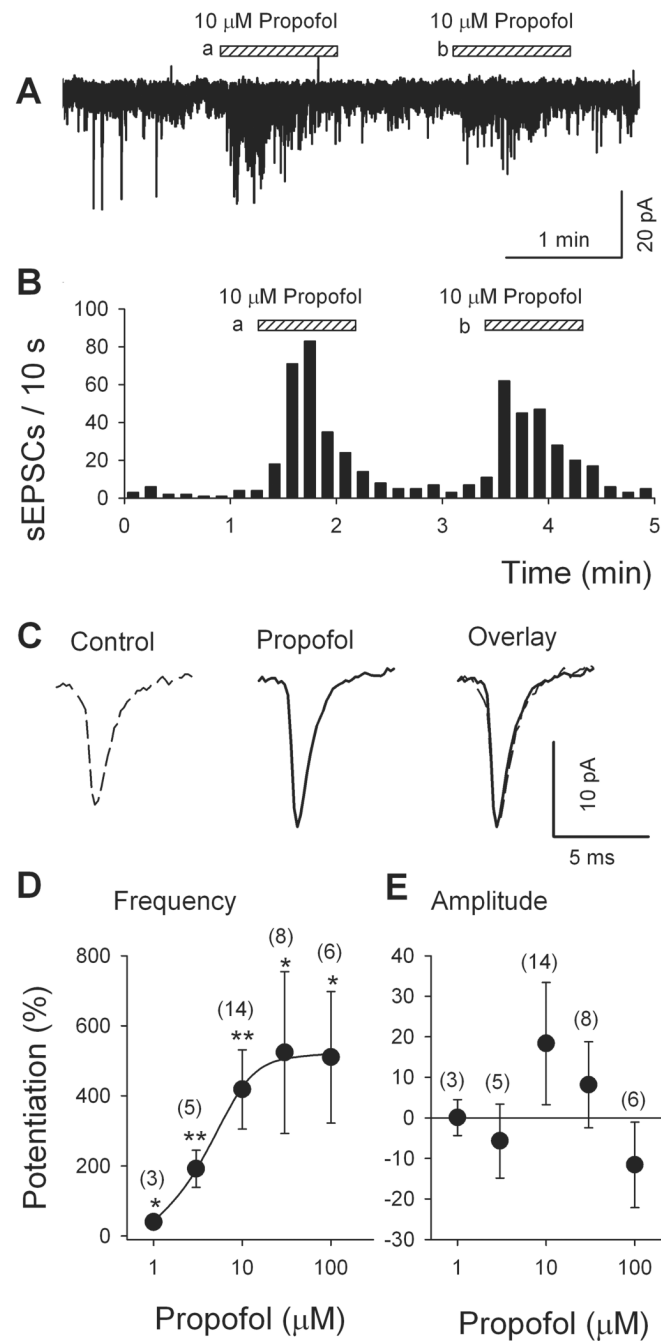 10 μM Propofol 10 μM Propofol
a b
A
20 pA
1 min
B
10 μM Propofol 10 μM Propofol
a b
100
80
60
40
20
0
sEPSCs / 10 s
0 1 2 3 4 5
Time (min)
C
Control Propofol Overlay
10 pA
5 ms
D Frequency
E Amplitude
800
600
400
200
0
Potentiation (%)
(3)
*
(5)
**
(14)
**
(8)
*
(6)
*
1 10 100
Propofol (μM)
40
30
20
10
0
-10
-20
-30
(3)
(5)
(14)
(8)
(6)
1 10 100
Propofol (μM)